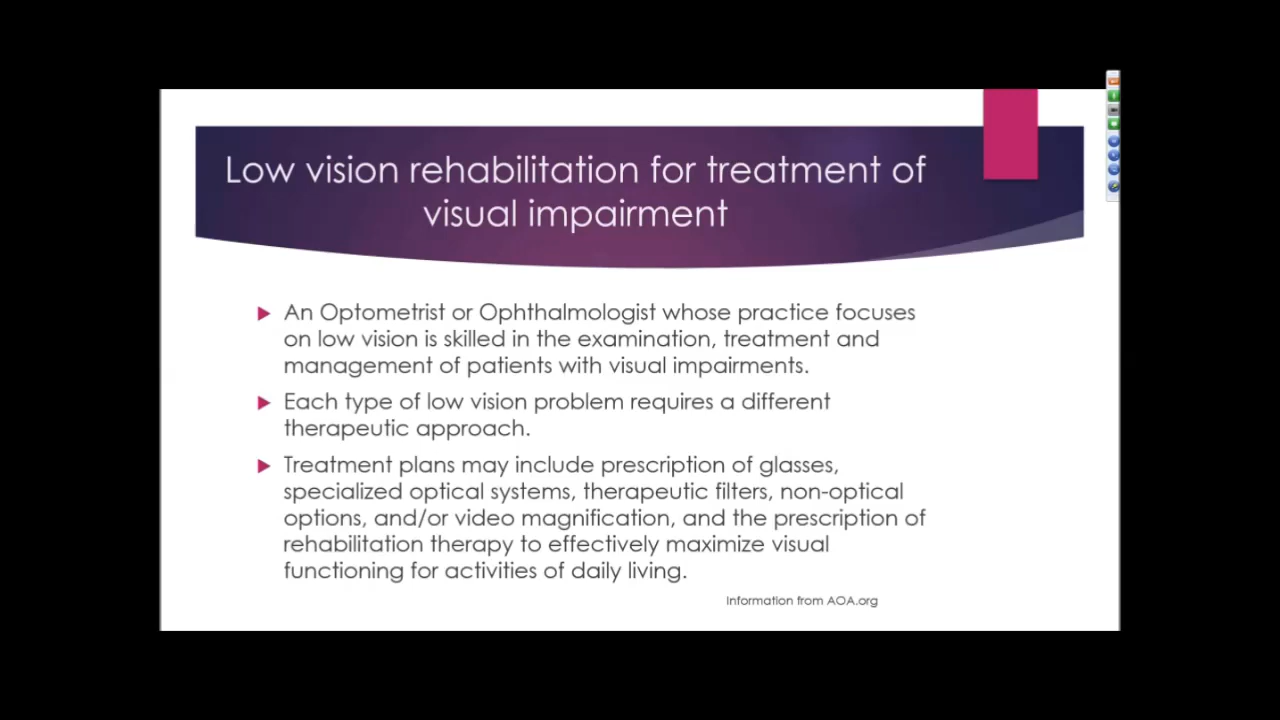 Low vision rehabilitation for treatment of
visual impairment
An Optometrist or Ophthalmologist whose practice focuses
on low vision is skilled in the examination, treatment and
management of patients with visual impairments.
Each type of low vision problem requires a different
therapeutic approach.
Treatment plans may include prescription of glasses,
specialized optical systems, therapeutic filters, non-optical
options, and/or video magnification, and the prescription of
rehabilitation therapy to effectively maximize visual
functioning for activities of daily living.
Information from AOA.org